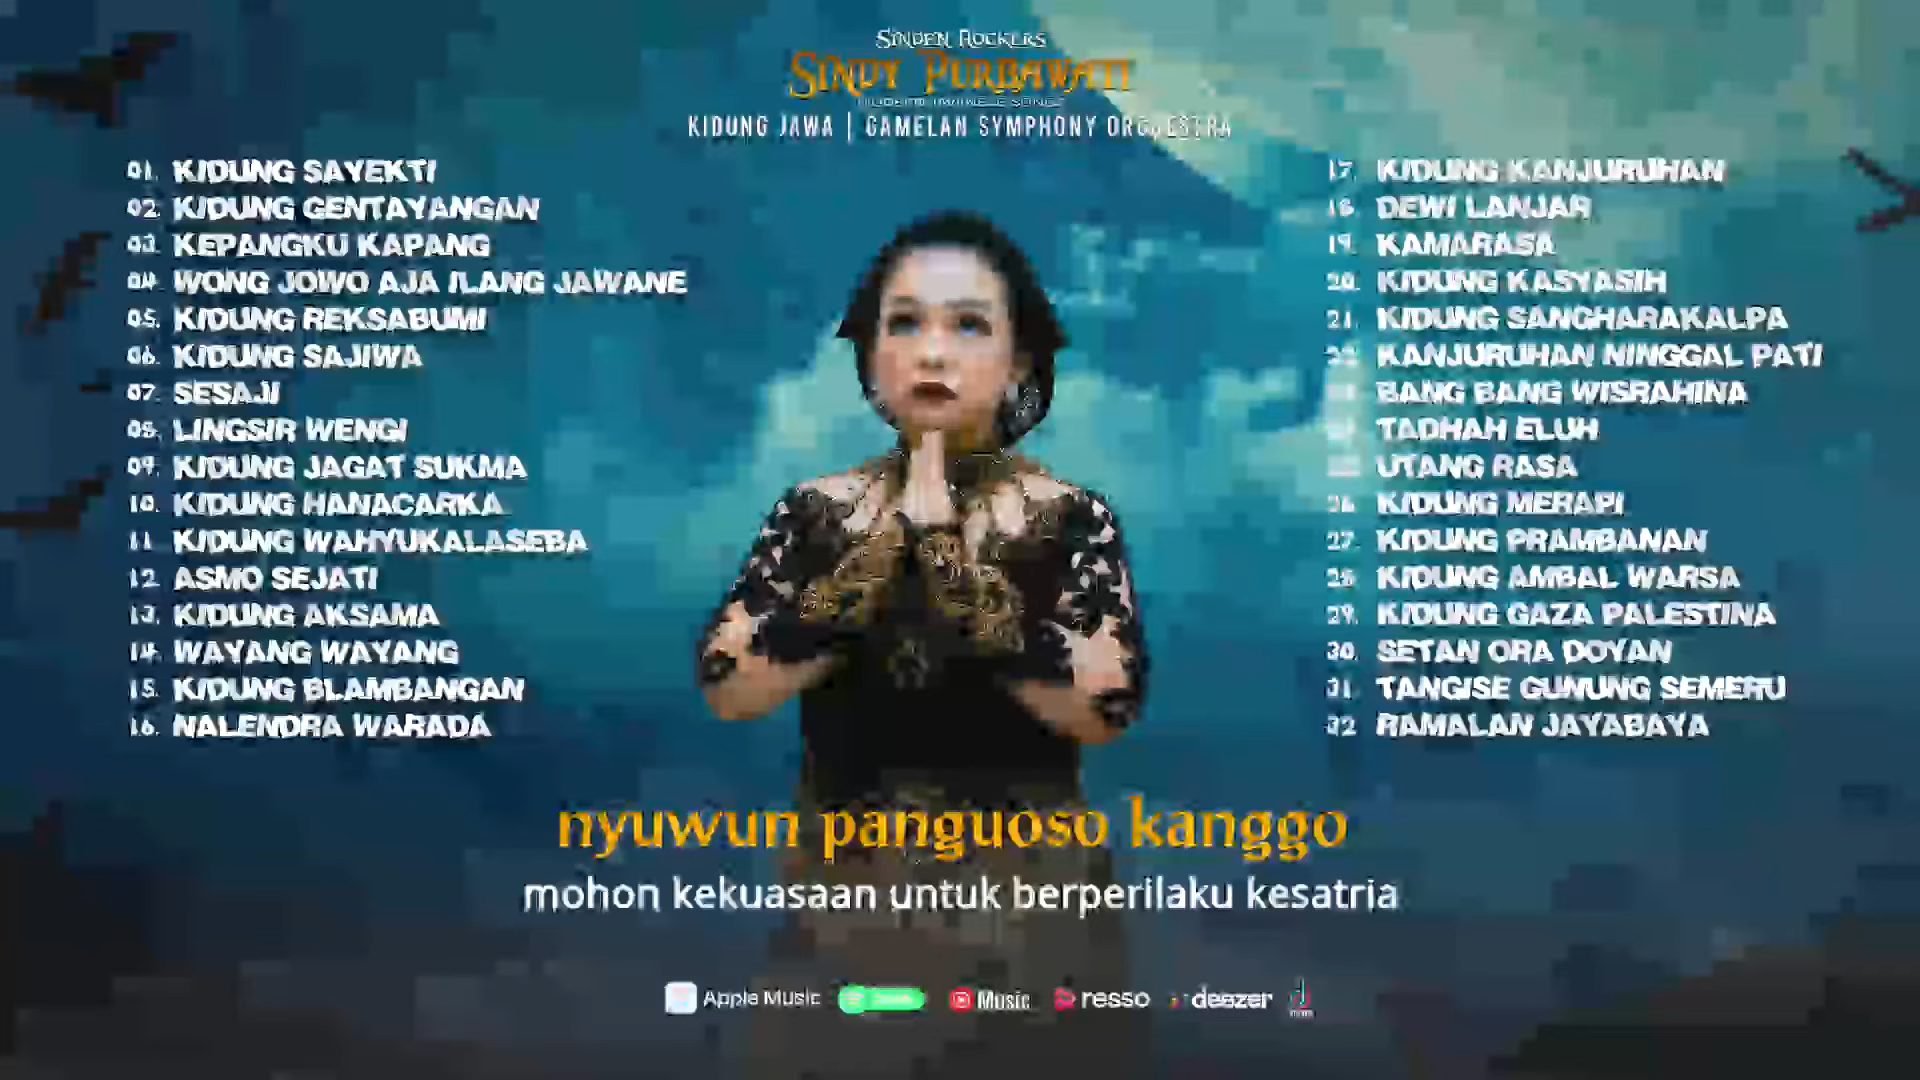 SINDEN ROCKERS
SINDY PURBAWATI
KIDUNG JAWA | GAMELAN SYMPHONY ORCHESTRA
01. KIDUNG SAYEKTI
02. KIDUNG GENTAYANGAN
03. KEPANGKU KAPANG
04. WONG JOWO AJA ILANG JAWANE
05. KIDUNG REKSABUMI
06. KIDUNG SAJIWA
07. SESAJI
08. LINGSIR WENGI
09. KIDUNG JAGAT SUKMA
10. KIDUNG HANACARKA
11. KIDUNG WAHYUKALASEBA
12. ASMO SEJATI
13. KIDUNG AKSAMA
14. WAYANG WAYANG
15. KIDUNG BLAMBANGAN
16. NALENDRA WARADA
17. KIDUNG KANJURUHAN
18. DEWI LANJAR
19. KAMARASA
20. KIDUNG KASYASIH
21. KIDUNG SANGHARAKALPA
22. KANJURUHAN NINGGAL PATI
BANG BANG WISRAHINA
TADHAH ELUH
UTANG RASA
26. KIDUNG MERAPI
27. KIDUNG PRAMBANAN
28. KIDUNG AMBAL WARSA
29. KIDUNG GAZA PALESTINA
30. SETAN ORA DOYAN
31. TANGISE GUNUNG SEMERU
32. RAMALAN JAYABAYA
nyuwun panguoso kanggo
mohon kekuasaan untuk berperilaku kesatria
Apple Music
Music
resso
deezer